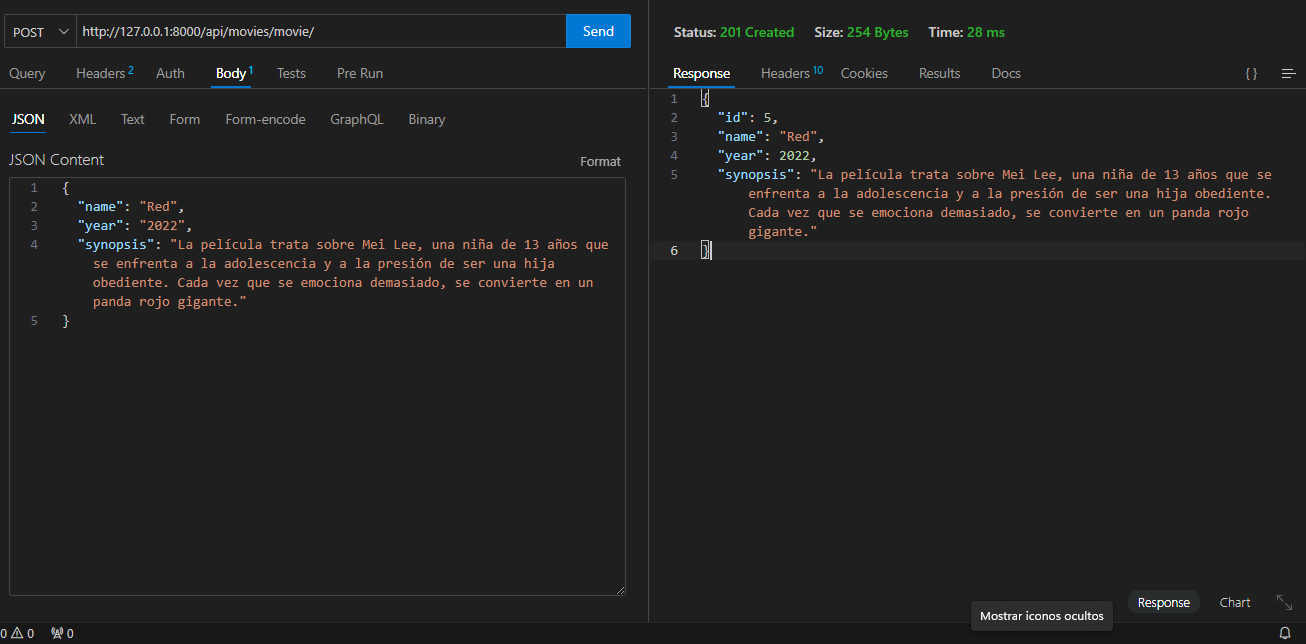 POST http://127.0.0.1:8000/api/movies/movie/ Send
Query Headers 2 Auth Body 1 Tests Pre Run
JSON XML Text Form Form-encode GraphQL Binary
JSON Content Format
1 {
2 "name": "Red",
3 "year": "2022",
4 "synopsis": "La película trata sobre Mei Lee, una niña de 13 años que
se enfrenta a la adolescencia y a la presión de ser una hija
obediente. Cada vez que se emociona demasiado, se convierte en un
panda rojo gigante."
5 }
Status: 201 Created Size: 254 Bytes Time: 28 ms
Response Headers 10 Cookies Results Docs { }
1 {
2 "id": 5,
3 "name": "Red",
4 "year": 2022,
5 "synopsis": "La película trata sobre Mei Lee, una niña de 13 años que se
enfrenta a la adolescencia y a la presión de ser una hija obediente.
Cada vez que se emociona demasiado, se convierte en un panda rojo
gigante."
6 }
Response Chart
Mostrar iconos ocultos
0 0 0